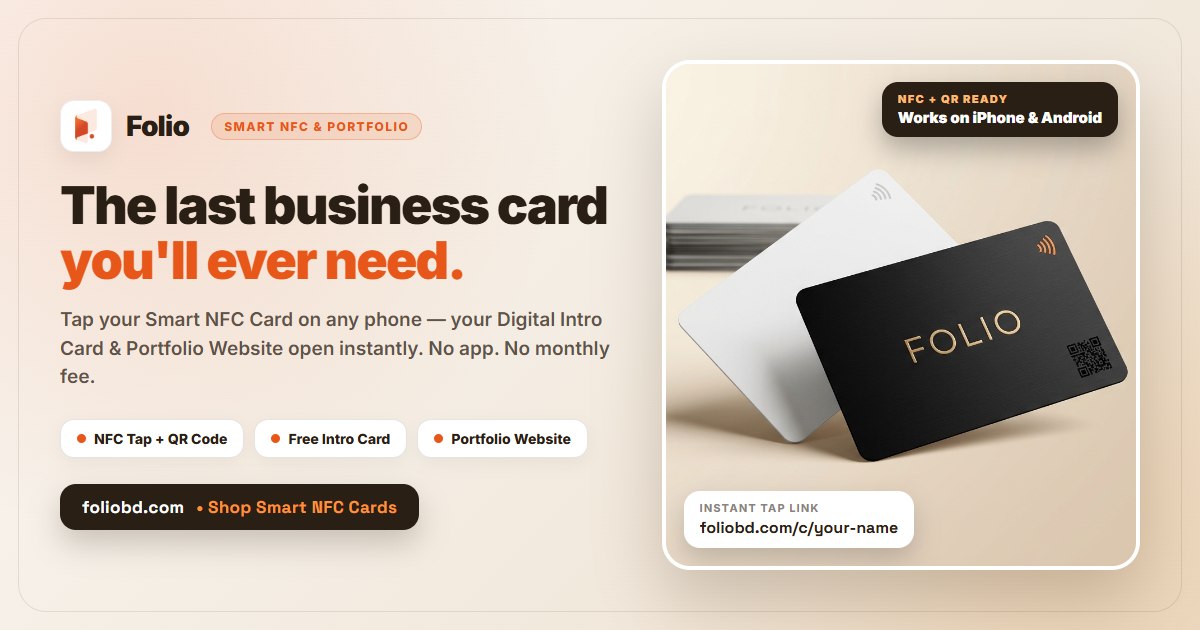 Folio
SMART NFC & PORTFOLIO
The last business card
you'll ever need.
Tap your Smart NFC Card on any phone — your Digital Intro
Card & Portfolio Website open instantly. No app. No monthly
fee.
NFC Tap + QR Code
Free Intro Card
Portfolio Website
foliobd.com • Shop Smart NFC Cards
NFC + QR READY
Works on iPhone & Android
FOLIO
FOLIO
INSTANT TAP LINK
foliobd.com/c/your-name